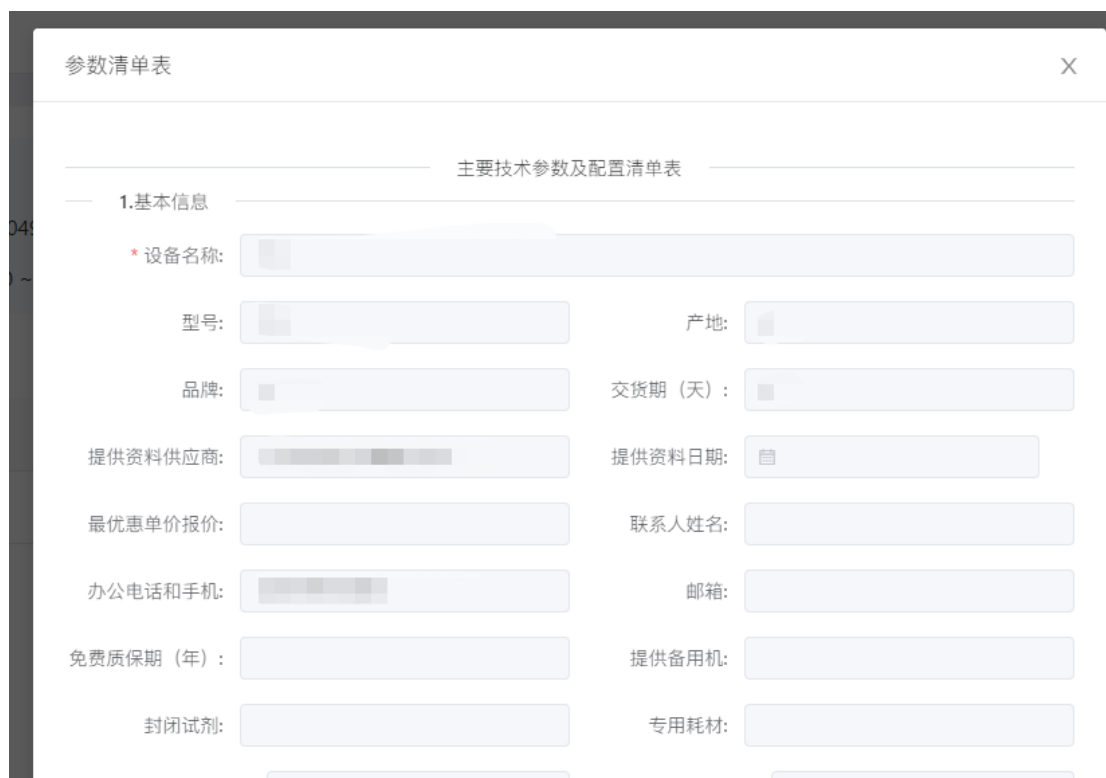 参数清单表 X
主要技术参数及配置清单表
1.基本信息
049
) ~
* 设备名称:
型号: 产地:
品牌: 交货期（天）:
提供资料供应商: 提供资料日期:
最优惠单价报价: 联系人姓名:
办公电话和手机: 邮箱:
免费质保期（年）: 提供备用机:
封闭试剂: 专用耗材: